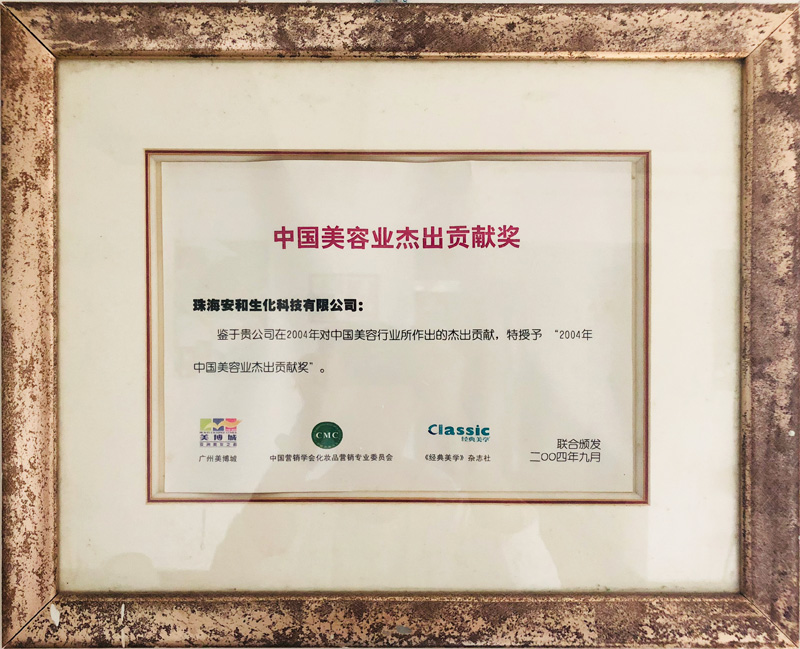 中国美容业杰出贡献奖
珠海安和生化科技有限公司：
鉴于贵公司在2004年对中国美容行业所作出的杰出贡献，特授予 “2004年
中国美容业杰出贡献奖”。
美博城
广州美博城
CMC
中国营销学会化妆品营销专业委员会
Classic
经典美学
《经典美学》杂志社
联合颁发
二〇〇四年九月